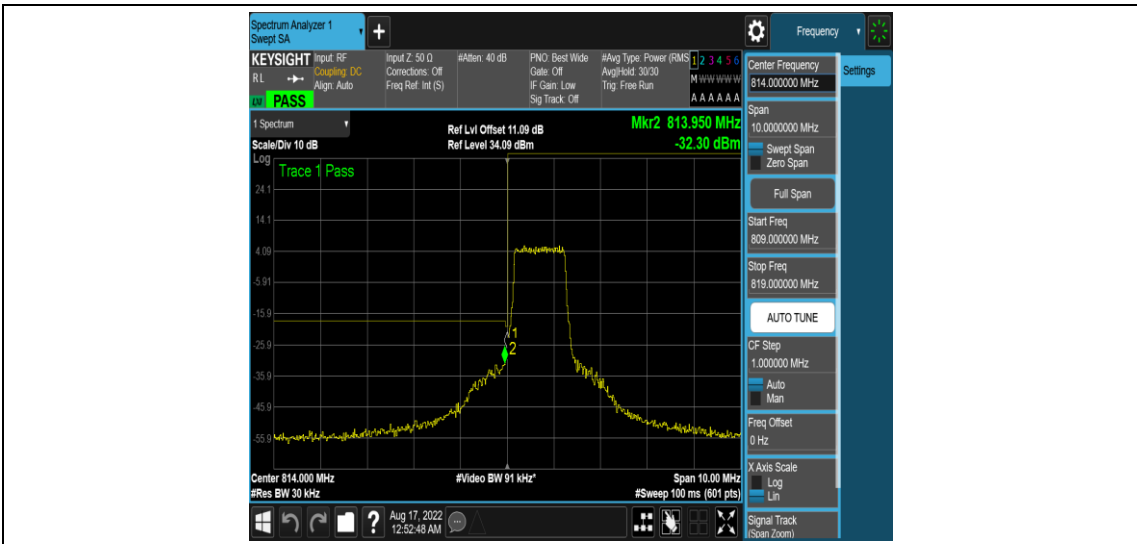 Spectrum Analyzer 1
Swept SA
+
Frequency
KEYSIGHT
RL
LXI PASS
Input: RF
Coupling: DC
Align: Auto
Input Z: 50 Ω
Corrections: Off
Freq Ref: Int (S)
#Atten: 40 dB
PNO: Best Wide
Gate: Off
IF Gain: Low
Sig Track: Off
#Avg Type: Power (RMS
Avg|Hold: 30/30
Trig: Free Run
1 2 3 4 5 6
M W W W W W
A A A A A A
Center Frequency
814.000000 MHz
Settings
1 Spectrum
Scale/Div 10 dB
Ref Lvl Offset 11.09 dB
Ref Level 34.09 dBm
Mkr2 813.950 MHz
-32.30 dBm
Log
Trace 1 Pass
24.1
14.1
4.09
-5.91
-15.9
-25.9
-35.9
-45.9
-55.9
1
2
Center 814.000 MHz
#Res BW 30 kHz
#Video BW 91 kHz*
Span 10.00 MHz
#Sweep 100 ms (601 pts)
Span
10.0000000 MHz
Swept Span
Zero Span
Full Span
Start Freq
809.000000 MHz
Stop Freq
819.000000 MHz
AUTO TUNE
CF Step
1.000000 MHz
Auto
Man
Freq Offset
0 Hz
X Axis Scale
Log
Lin
Signal Track
(Span Zoom)
?
Aug 17, 2022
12:52:48 AM